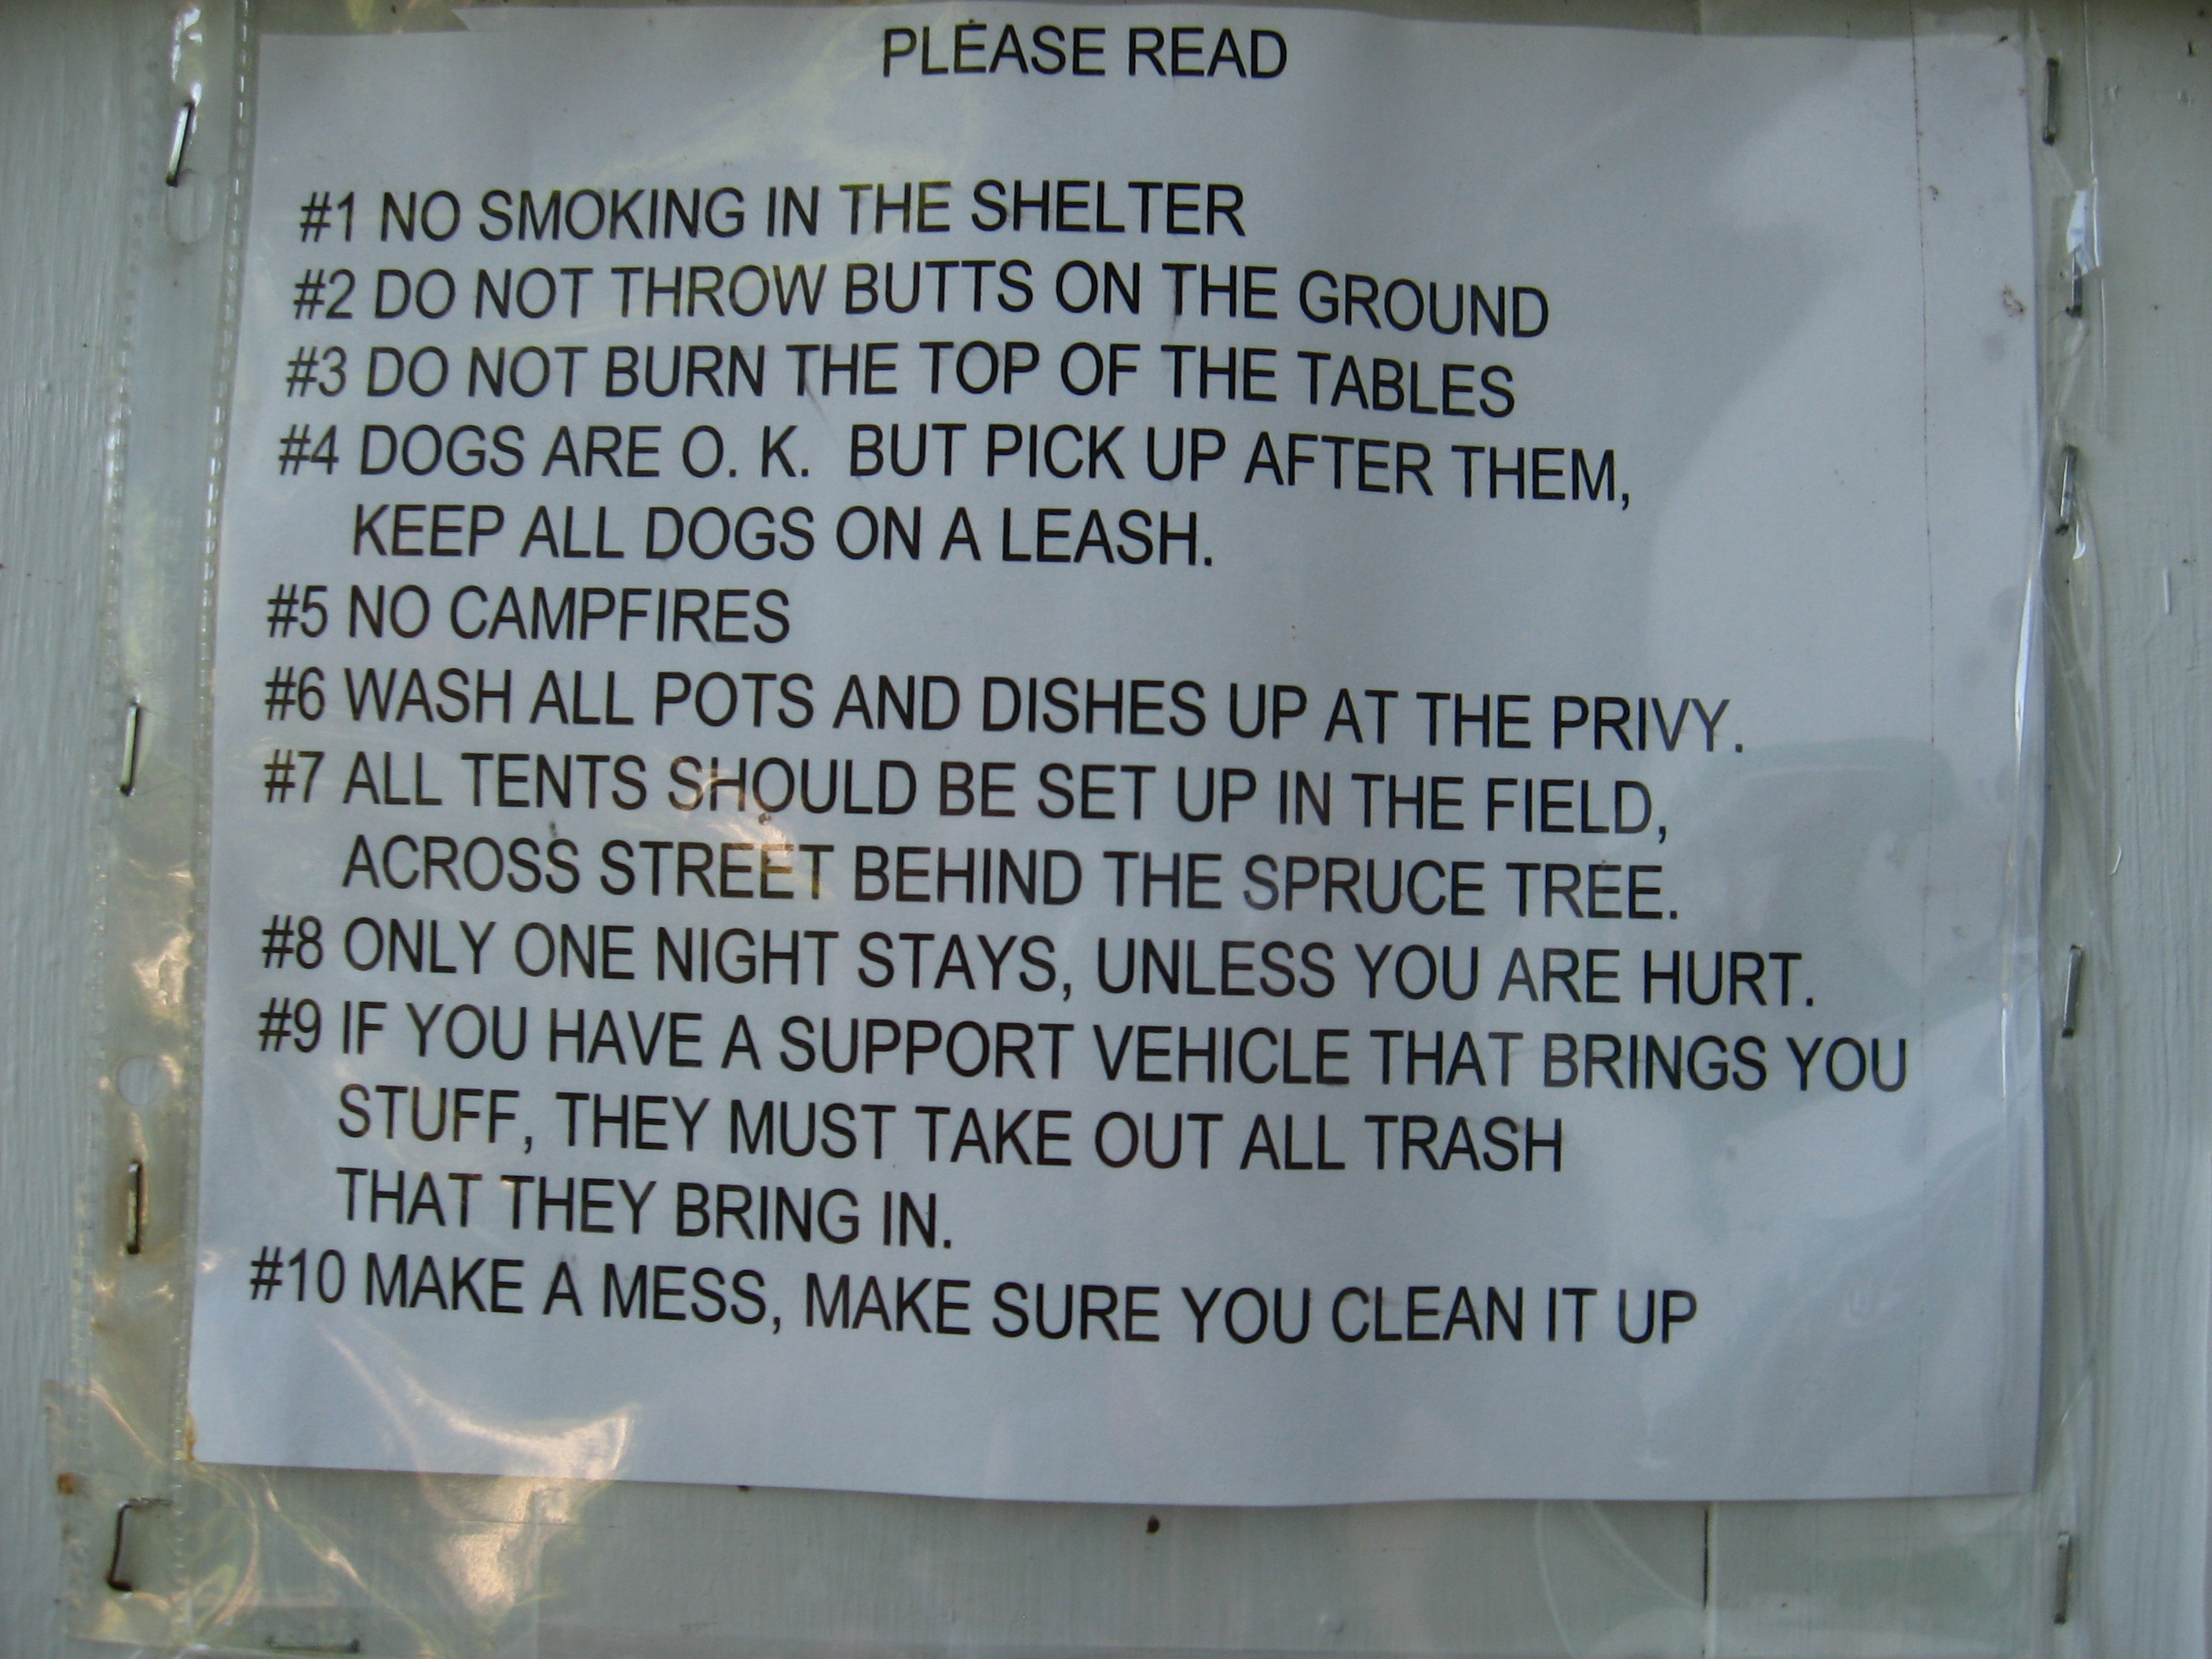 PLEASE READ
#1 NO SMOKING IN THE SHELTER
#2 DO NOT THROW BUTTS ON THE GROUND
#3 DO NOT BURN THE TOP OF THE TABLES
#4 DOGS ARE O. K. BUT PICK UP AFTER THEM,
KEEP ALL DOGS ON A LEASH.
#5 NO CAMPFIRES
#6 WASH ALL POTS AND DISHES UP AT THE PRIVY.
#7 ALL TENTS SHOULD BE SET UP IN THE FIELD,
ACROSS STREET BEHIND THE SPRUCE TREE.
#8 ONLY ONE NIGHT STAYS, UNLESS YOU ARE HURT.
#9 IF YOU HAVE A SUPPORT VEHICLE THAT BRINGS YOU
STUFF, THEY MUST TAKE OUT ALL TRASH
THAT THEY BRING IN.
#10 MAKE A MESS, MAKE SURE YOU CLEAN IT UP